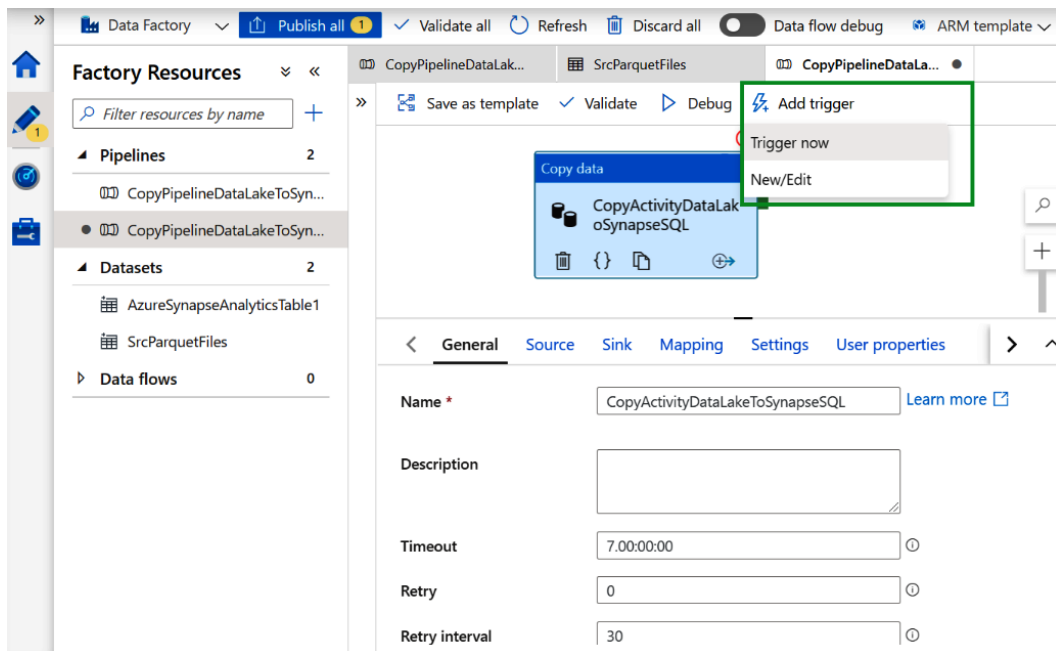 »
Data Factory
Publish all 1
Validate all
Refresh
Discard all
Data flow debug
ARM template
Factory Resources
«
Filter resources by name
+
1
Pipelines 2
CopyPipelineDataLakeToSyn...
CopyPipelineDataLakeToSyn...
Datasets 2
AzureSynapseAnalyticsTable1
SrcParquetFiles
Data flows 0
CopyPipelineDataLak...
SrcParquetFiles
CopyPipelineDataLa...
»
Save as template
Validate
Debug
Add trigger
Trigger now
New/Edit
Copy data
CopyActivityDataLak
oSynapseSQL
{}
+
General
Source
Sink
Mapping
Settings
User properties
Name *
CopyActivityDataLakeToSynapseSQL
Learn more
Description
Timeout
7.00:00:00
Retry
0
Retry interval
30